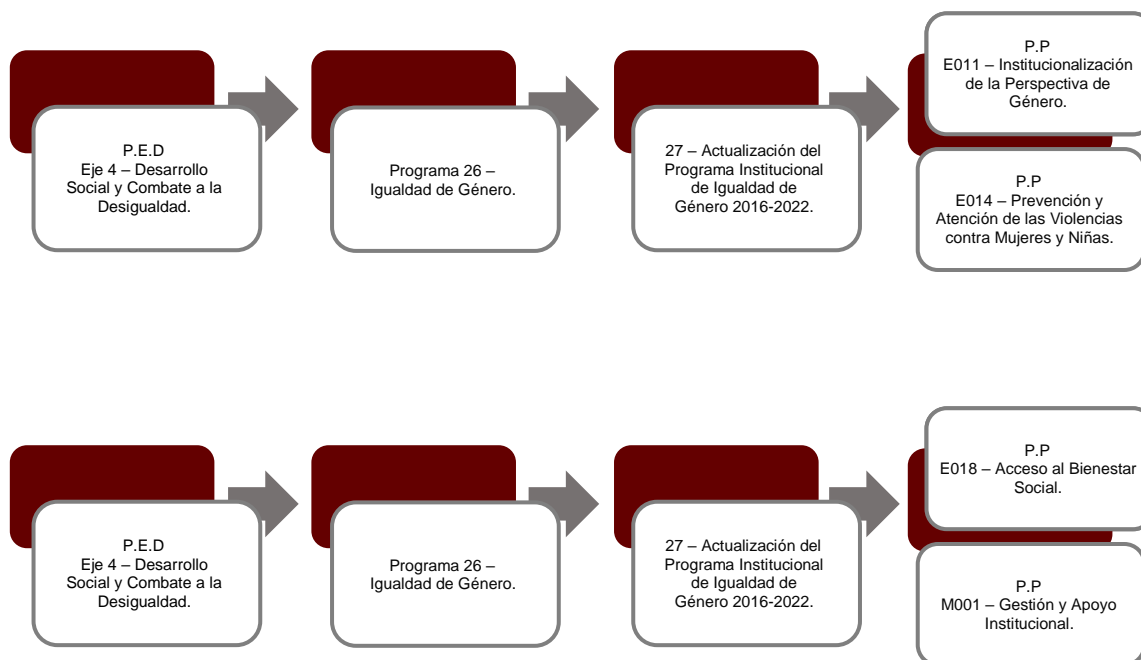 P.E.D
Eje 4 – Desarrollo
Social y Combate a la
Desigualdad.
Programa 26 –
Igualdad de Género.
27 – Actualización del
Programa Institucional
de Igualdad de
Género 2016-2022.
P.P
E011 – Institucionalización
de la Perspectiva de
Género.
P.P
E014 – Prevención y
Atención de las Violencias
contra Mujeres y Niñas.
P.E.D
Eje 4 – Desarrollo
Social y Combate a la
Desigualdad.
Programa 26 –
Igualdad de Género.
27 – Actualización del
Programa Institucional
de Igualdad de
Género 2016-2022.
P.P
E018 – Acceso al Bienestar
Social.
P.P
M001 – Gestión y Apoyo
Institucional.